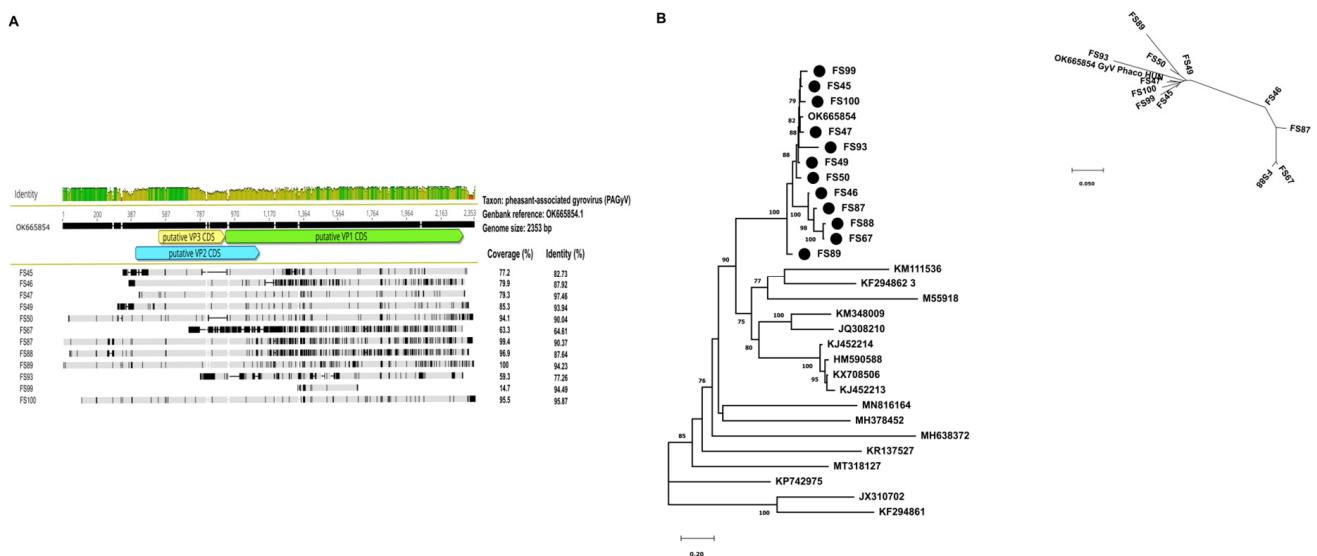 A
Identity
Taxon: pheasant-associated gyrovirus (PAGyV)
1 200 387 587 787 970 1,170 1,364 1,564 1,764 1,964 2,163 2,353
Genbank reference: OK665854.1
OK665854
Genome size: 2353 bp
putative VP3 CDS putative VP1 CDS
putative VP2 CDS Coverage (%) Identity (%)
FS45 77.2 82.73
FS46 79.9 87.92
FS47 79.3 97.46
FS49 85.3 93.94
FS50 94.1 90.04
FS67 63.3 64.61
FS87 99.4 90.37
FS88 96.9 87.64
FS89 100 94.23
FS93 59.3 77.26
FS99 14.7 94.49
FS100 95.5 95.87
B
FS99
FS45
79 FS100
82 OK665854
88 FS47
FS93
88 FS49
FS50
FS46
100 100 FS87
98 FS88
100 FS67
FS89
90
KM111536
77 KF294862 3
M55918
75
100 KM348009
JQ308210
80 KJ452214
100 HM590588
KX708506
95 KJ452213
76
MN816164
MH378452
MH638372
85
KR137527
MT318127
KP742975
JX310702
100 KF294861
0.20
FS89
FS93
FS50
FS49
OK665854 GyV Phaco HUN
FS47
FS100
FS99
FS45
FS46
FS87
FS67
FS88
0.050